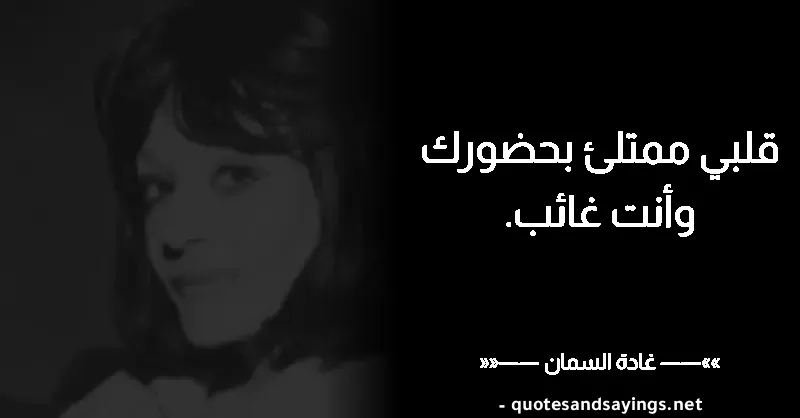 قلبي ممتلئ بحضورك
وأنت غائب.
»»—— غادة السمان ——««
- quotesandsayings.net